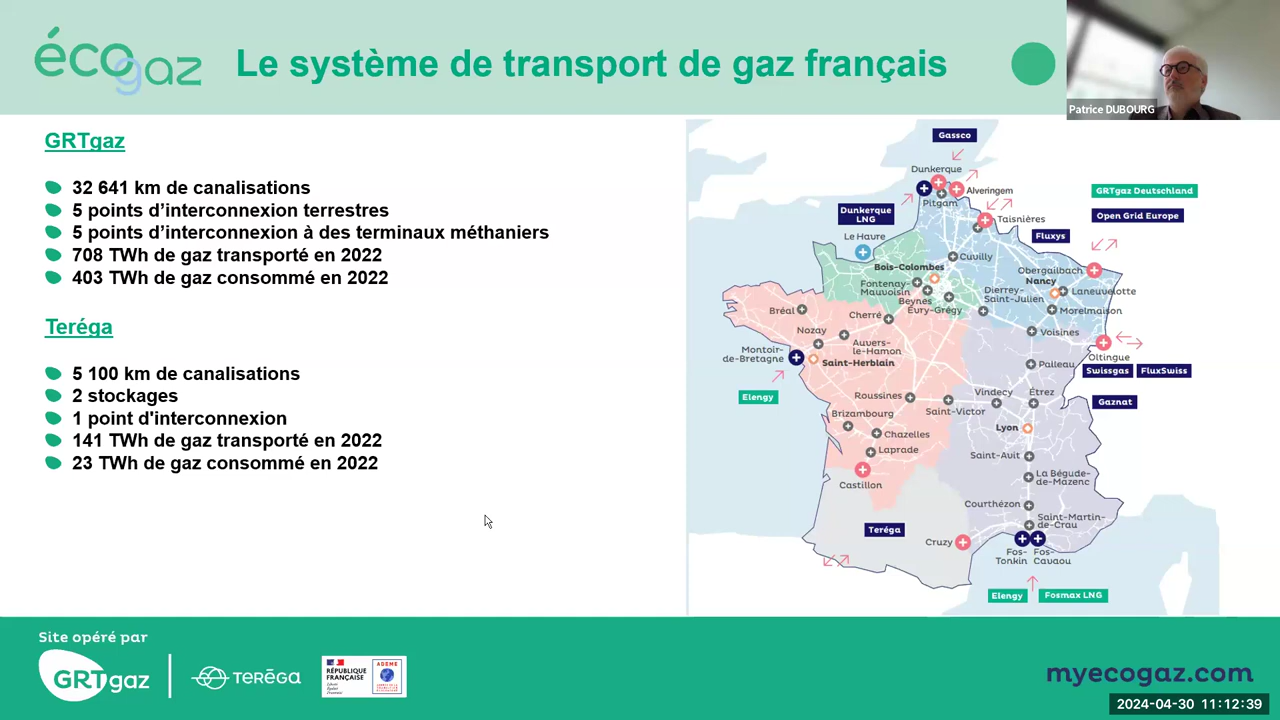 écogaz
Le système de transport de gaz français
Patrice DUBOURG
GRTgaz
32 641 km de canalisations
5 points d’interconnexion terrestres
5 points d’interconnexion à des terminaux méthaniers
708 TWh de gaz transporté en 2022
403 TWh de gaz consommé en 2022
Teréga
5 100 km de canalisations
2 stockages
1 point d'interconnexion
141 TWh de gaz transporté en 2022
23 TWh de gaz consommé en 2022
Gassco
Dunkerque
Alveringem
Pitgam
GRTgaz Deutschland
Dunkerque
LNG
Taisnières
Open Grid Europe
Le Havre
Fluxys
Cuvilly
Bois-Colombes
Obergailbach
Nancy
Fontenay-
Mauvoisin
Laneuvelotte
Dierrey-
Saint-Julien
Beynes
Évry-Grégy
Morelmaison
Bréal
Cherré
Nozay
Voisines
Auvers-
le-Hamon
Montoir-
de-Bretagne
Saint-Herblain
Oltingue
Palleau
Swissgas
FluxSwiss
Elengy
Roussines
Vindecy
Étrez
Gaznat
Saint-Victor
Brizambourg
Lyon
Chazelles
Laprade
Saint-Avit
Castillon
La Bégude-
de-Mazenc
Courthézon
Saint-Martin-
de-Crau
Teréga
Cruzy
Fos-
Tonkin
Fos-
Cavaou
Elengy
Fosmax LNG
Site opéré par
GRTgaz
TERĒGA
RÉPUBLIQUE
FRANÇAISE
Liberté
Égalité
Fraternité
ADEME
myecogaz.com
2024-04-30 11:12:39